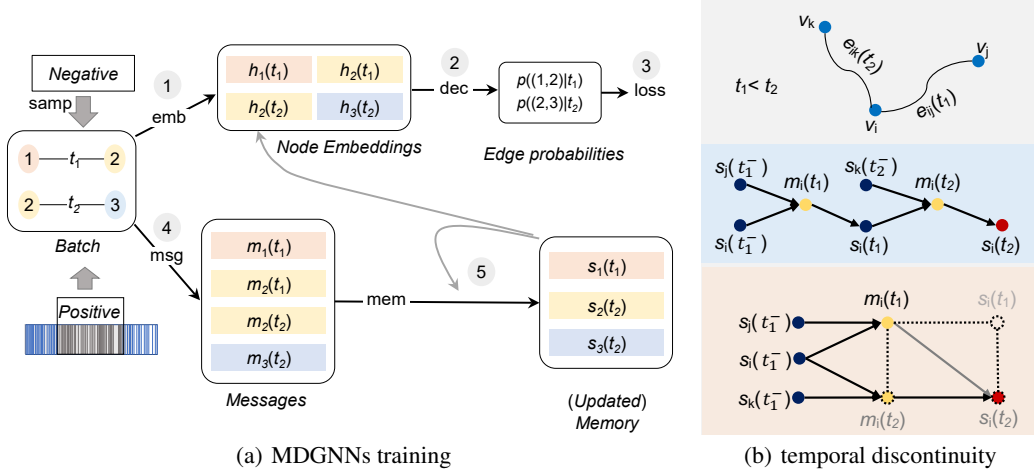 Negative
samp
1
emb
1 t₁ 2
2 t₂ 3
Batch
Positive
h₁(t₁) h₂(t₁)
h₂(t₂) h₃(t₂)
Node Embeddings
2
dec
p((1,2)|t₁)
p((2,3)|t₂)
Edge probabilities
3
loss
4
msg
m₁(t₁)
m₂(t₁)
m₂(t₂)
m₃(t₂)
Messages
5
mem
s₁(t₁)
s₂(t₂)
s₃(t₂)
(Updated)
Memory
(a) MDGNNs training
t₁< t₂
vₖ
vⱼ
vᵢ
eᵢₖ(t₂)
eᵢⱼ(t₁)
sⱼ(t₁⁻) mᵢ(t₁) sₖ(t₂⁻) mᵢ(t₂)
sᵢ(t₁⁻) sᵢ(t₁) sᵢ(t₂)
mᵢ(t₁) sᵢ(t₁)
sⱼ(t₁⁻)
sᵢ(t₁⁻)
sₖ(t₁⁻)
mᵢ(t₂) sᵢ(t₂)
(b) temporal discontinuity